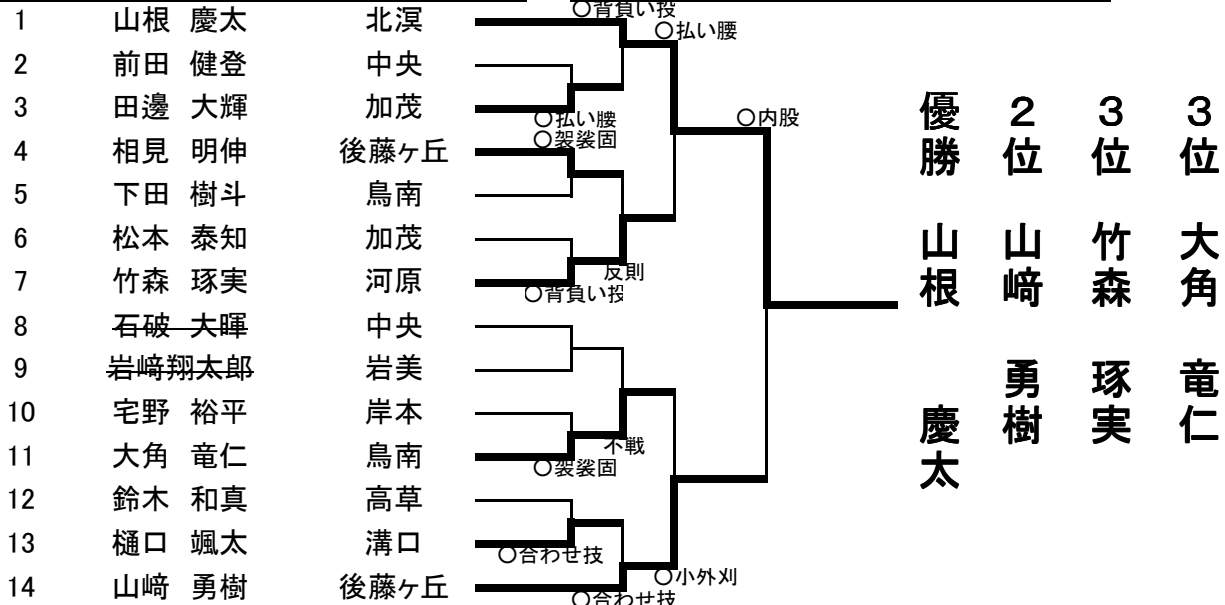 ○背負い投
1 山根 慶太 北溟
○払い腰
2 前田 健登 中央
3 田邊 大輝 加茂
○払い腰
○内股
○袈裟固
4 相見 明伸 後藤ヶ丘
5 下田 樹斗 鳥南
6 松本 泰知 加茂
反則
7 竹森 琢実 河原
○背負い投
8 石破 大暉 中央
9 岩﨑翔太郎 岩美
10 宅野 裕平 岸本
不戦
11 大角 竜仁 鳥南
○袈裟固
12 鈴木 和真 高草
13 樋口 颯太 溝口
○合わせ技
○小外刈
14 山﨑 勇樹 後藤ヶ丘
○合わせ技
優勝 山根 慶太
2位 山﨑 勇樹
3位 竹森 琢実
3位 大角 竜仁